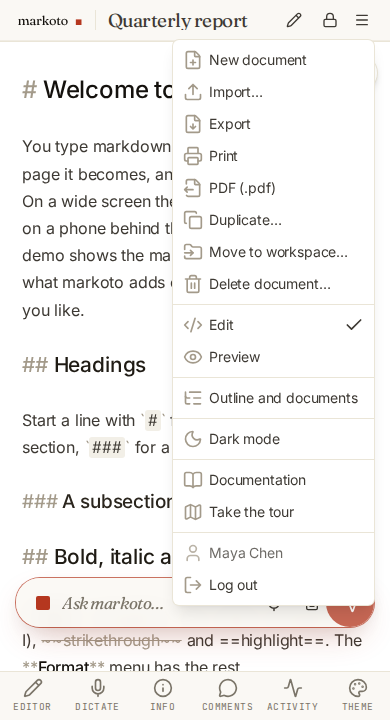 markoto
Quarterly report
# Welcome to
New document
Import...
Export
Print
PDF (.pdf)
Duplicate...
Move to workspace...
Delete document...
Edit
Preview
Outline and documents
Dark mode
Documentation
Take the tour
Maya Chen
Log out
You type markdown
page it becomes, an
On a wide screen the
on a phone behind th
demo shows the ma
what markoto adds
you like.
## Headings
Start a line with `#`
section, `###` for a
### A subsection
## Bold, italic a
Ask markoto...
I), ~~strikethrough~~ and ==highlight==. The
**Format** menu has the rest
EDITOR
DICTATE
INFO
COMMENTS
ACTIVITY
THEME